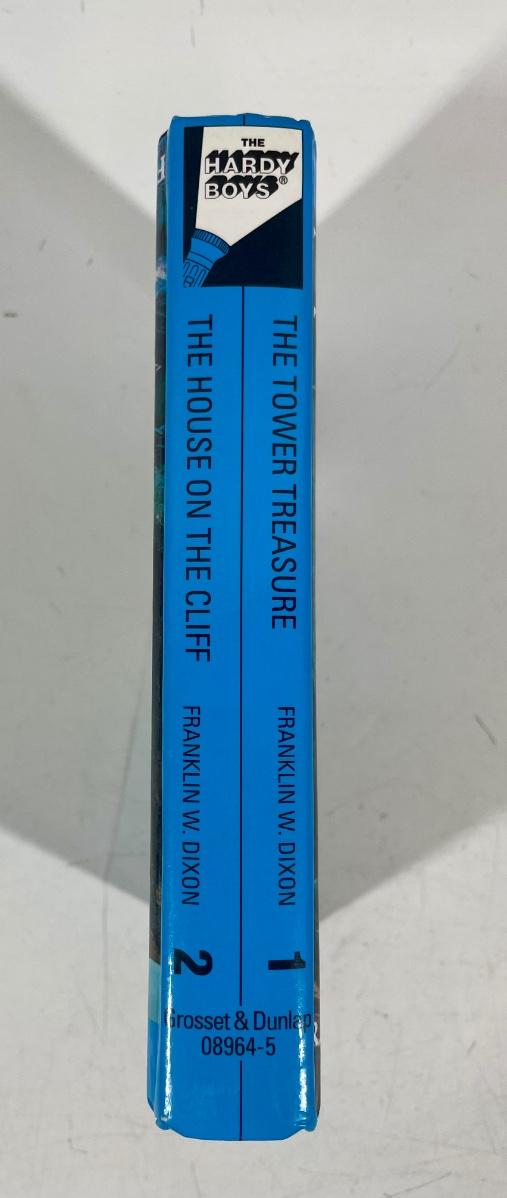 THE
HARDY
BOYS®
THE TOWER TREASURE
FRANKLIN W. DIXON
1
THE HOUSE ON THE CLIFF
FRANKLIN W. DIXON
2
Grosset & Dunlap
08964-5